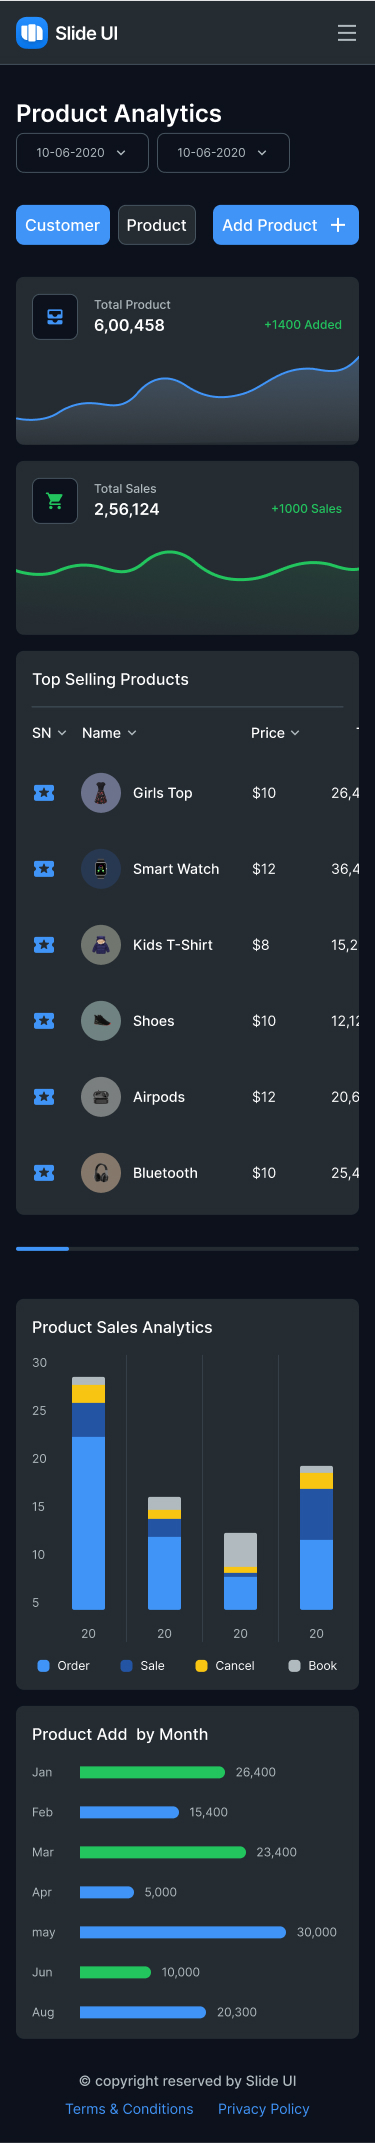 Slide UI
Product Analytics
10-06-2020 10-06-2020
Customer Product Add Product
Total Product
6,00,458
+1400 Added
Total Sales
2,56,124
+1000 Sales
Top Selling Products
SN Name Price
Girls Top $10 26,4
Smart Watch $12 36,4
Kids T-Shirt $8 15,2
Shoes $10 12,12
Airpods $12 20,6
Bluetooth $10 25,4
Product Sales Analytics
30
25
20
15
10
5
20 20 20 20
Order Sale Cancel Book
Product Add by Month
Jan 26,400
Feb 15,400
Mar 23,400
Apr 5,000
may 30,000
Jun 10,000
Aug 20,300
© copyright reserved by Slide UI
Terms & Conditions Privacy Policy